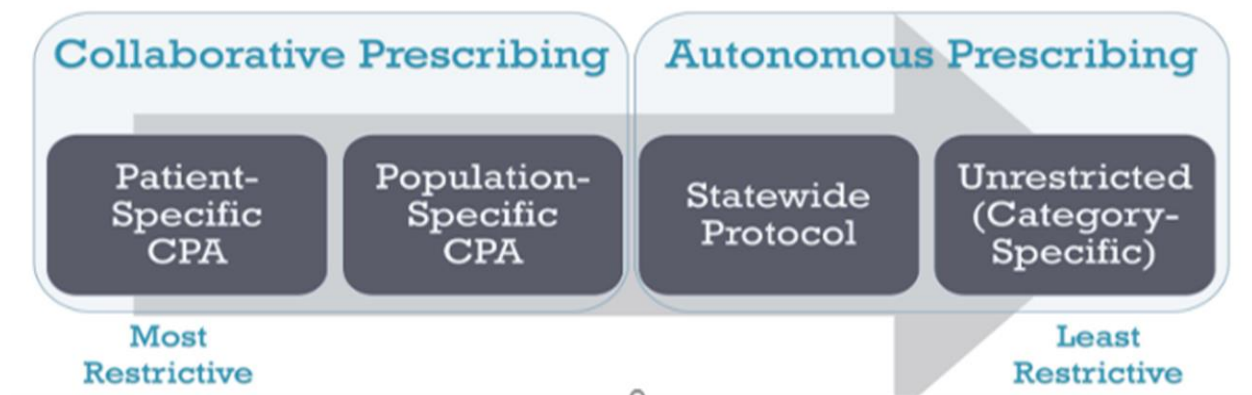 Collaborative Prescribing
Autonomous Prescribing
Patient-
Specific
CPA
Population-
Specific
CPA
Statewide
Protocol
Unrestricted
(Category-
Specific)
Most
Restrictive
Least
Restrictive